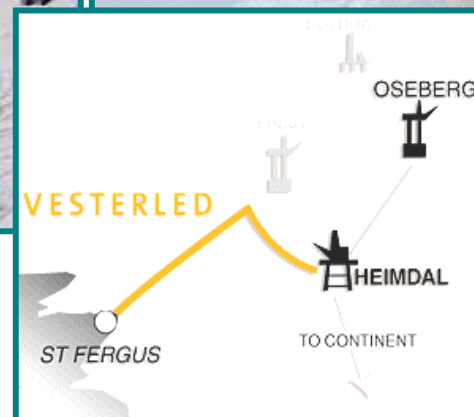 OSEBERG
VESTERLED
HEIMDAL
TO CONTINENT
ST FERGUS